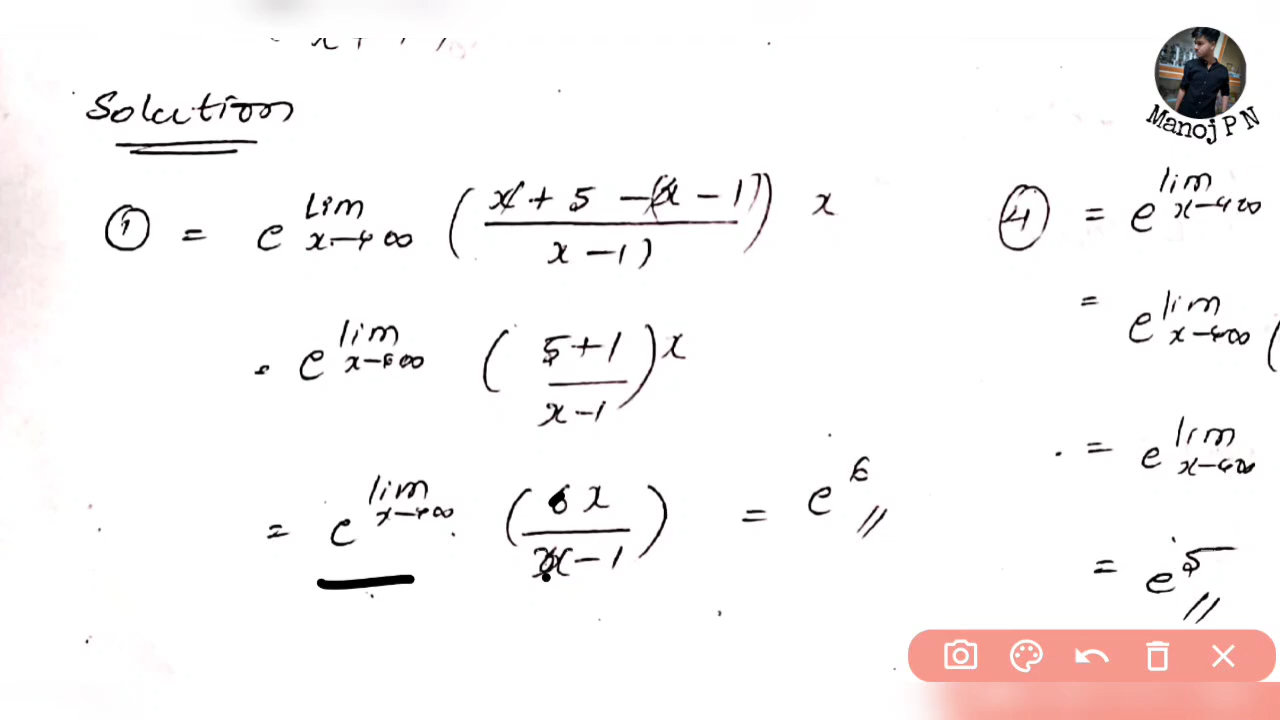 Solution
Manoj P N
① = e lim x→∞ ( x + 5 - (x - 1) / x - 1 ) x
= e lim x→∞ ( 5 + 1 / x - 1 ) x
= e lim x→∞ ( 6 x / x - 1 ) = e^6 //
④ = e lim x→∞
= e lim x→∞ (
= e lim x→∞
= e^5 //